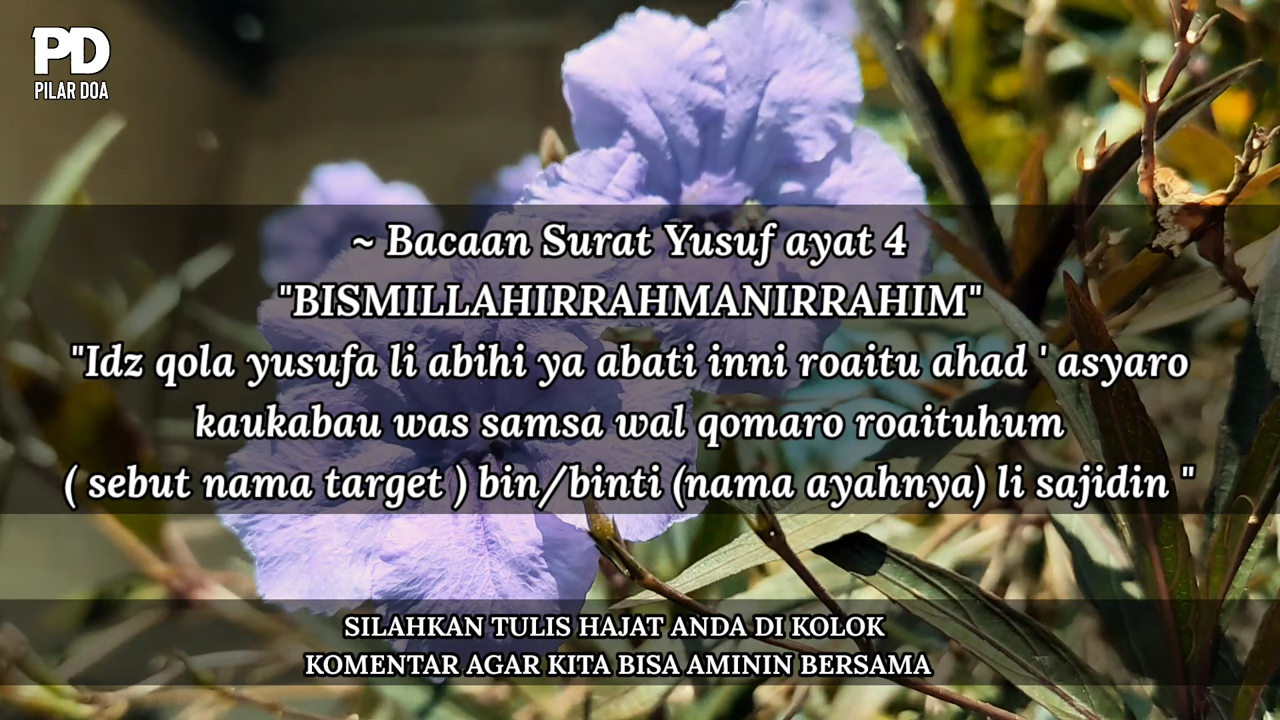 PD
PILAR DOA
~ Bacaan Surat Yusuf ayat 4
"BISMILLAHIRRAHMANIRRAHIM"
"Idz qola yusufa li abihi ya abati inni roaitu ahad ' asyaro
kaukabau was samsa wal qomaro roaituhum
( sebut nama target ) bin/binti (nama ayahnya) li sajidin "
SILAHKAN TULIS HAJAT ANDA DI KOLOK
KOMENTAR AGAR KITA BISA AMININ BERSAMA